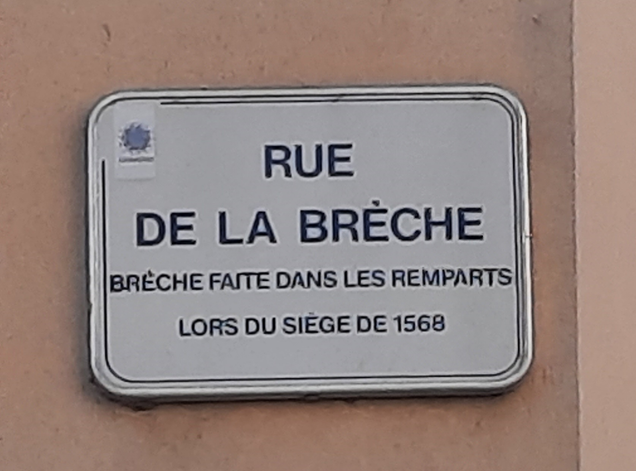 RUE
DE LA BRÈCHE
BRÈCHE FAITE DANS LES REMPARTS
LORS DU SIÈGE DE 1568